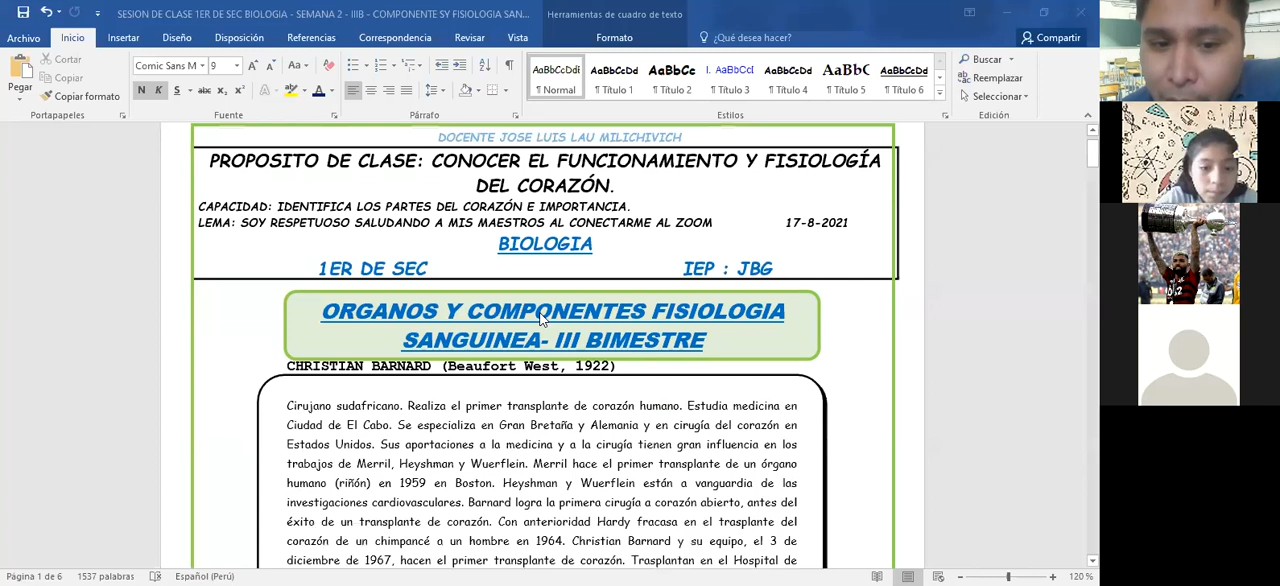 SESION DE CLASE 1ER DE SEC BIOLOGIA - SEMANA 2 - IIIB - COMPONENTE SY FISIOLOGIA SAN...
Herramientas de cuadro de texto
Archivo Inicio Insertar Diseño Disposición Referencias Correspondencia Revisar Vista Formato ¿Qué desea hacer? Compartir
Pegar
Cortar
Copiar
Copiar formato
Portapapeles
Comic Sans M 9
N K S abc x₂ x²
Fuente
Párrafo
AaBbCcDdI AaBbCcDd AaBbCc I. AaBbCcI AaBbCcDd AaBbC AaBbCcDd
¶ Normal ¶ Título 1 ¶ Título 2 ¶ Título 3 ¶ Título 4 ¶ Título 5 ¶ Título 6
Estilos
Buscar
Reemplazar
Seleccionar
Edición
DOCENTE JOSE LUIS LAU MILICHIVICH
PROPOSITO DE CLASE: CONOCER EL FUNCIONAMIENTO Y FISIOLOGÍA
DEL CORAZÓN.
CAPACIDAD: IDENTIFICA LOS PARTES DEL CORAZÓN E IMPORTANCIA.
LEMA: SOY RESPETUOSO SALUDANDO A MIS MAESTROS AL CONECTARME AL ZOOM 17-8-2021
BIOLOGIA
1ER DE SEC IEP : JBG
ORGANOS Y COMPONENTES FISIOLOGIA
SANGUINEA- III BIMESTRE
CHRISTIAN BARNARD (Beaufort West, 1922)
Cirujano sudafricano. Realiza el primer transplante de corazón humano. Estudia medicina en
Ciudad de El Cabo. Se especializa en Gran Bretaña y Alemania y en cirugía del corazón en
Estados Unidos. Sus aportaciones a la medicina y a la cirugía tienen gran influencia en los
trabajos de Merril, Heyshman y Wuerflein. Merril hace el primer transplante de un órgano
humano (riñón) en 1959 en Boston. Heyshman y Wuerflein están a vanguardia de las
investigaciones cardiovasculares. Barnard logra la primera cirugía a corazón abierto, antes del
éxito de un transplante de corazón. Con anterioridad Hardy fracasa en el trasplante del
corazón de un chimpancé a un hombre en 1964. Christian Barnard y su equipo, el 3 de
diciembre de 1967, hacen el primer transplante de corazón. Trasplantan en el Hospital de
Página 1 de 6 1537 palabras Español (Perú) 120 %